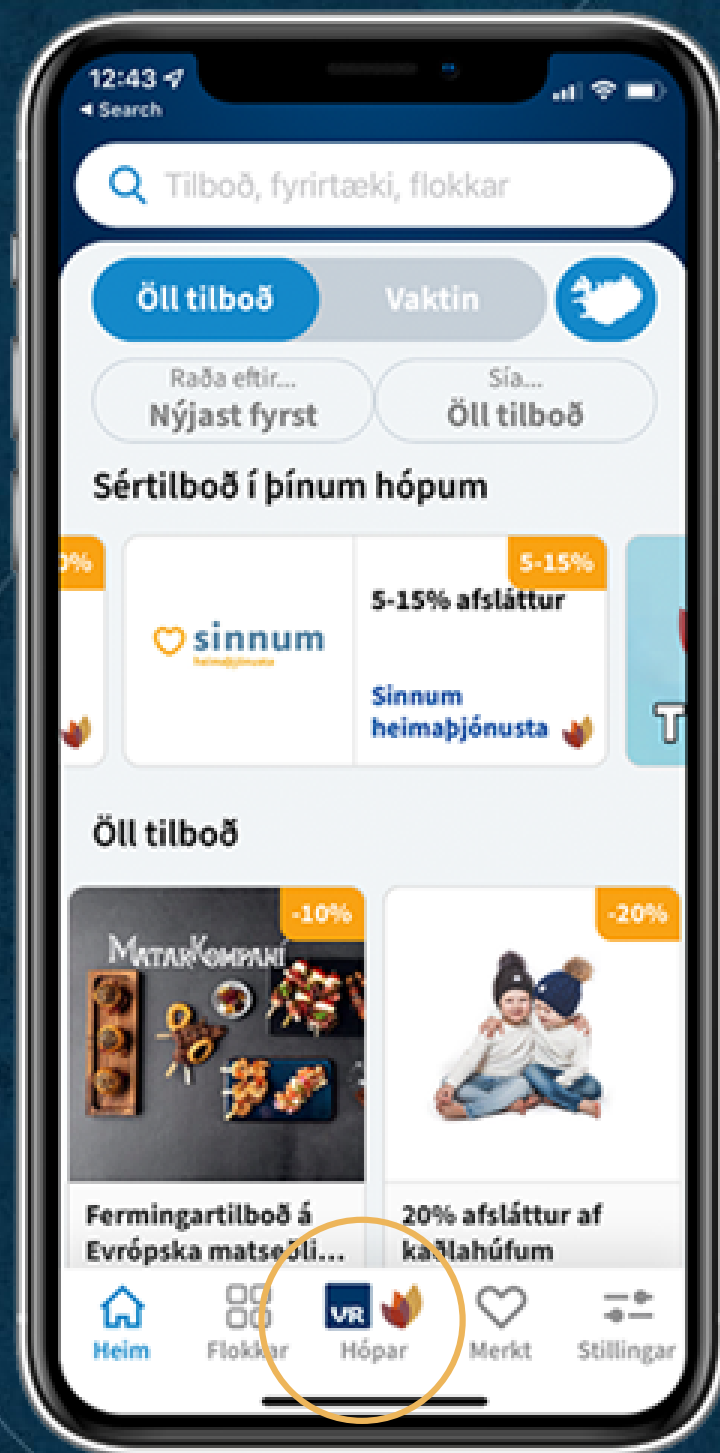 12:43
◀ Search
Tilboð, fyrirtæki, flokkar
Öll tilboð
Vaktin
Raða eftir...
Nýjast fyrst
Sía...
Öll tilboð
Sértilboð í þínum hópum
0%
sinnum
heimaþjónusta
5-15%
5-15% afsláttur
Sinnum
heimaþjónusta
T
Öll tilboð
-10%
MATARKOMPANÍ
Fermingartilboð á
Evrópska matseðli...
-20%
20% afsláttur af
kaðlahúfum
Heim
Flokkar
VR
Hópar
Merkt
Stillingar